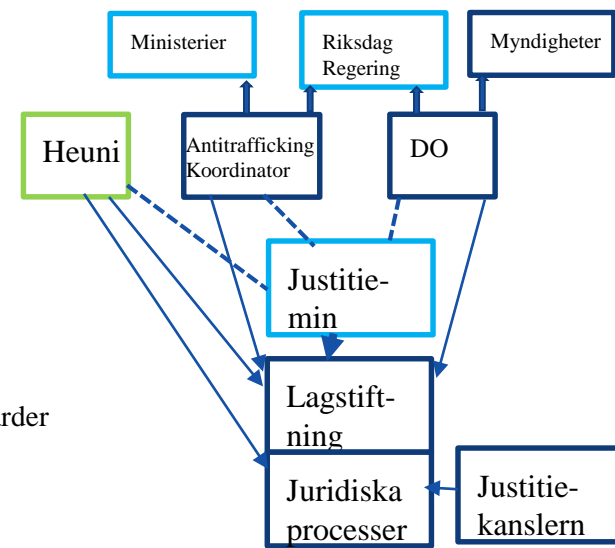 Ministerier
Riksdag
Regering
Myndigheter
Heuni
Antitrafficking
Koordinator
DO
Justitie-
min
Lagstift-
ning
rder
Juridiska
processer
Justitie-
kanslern